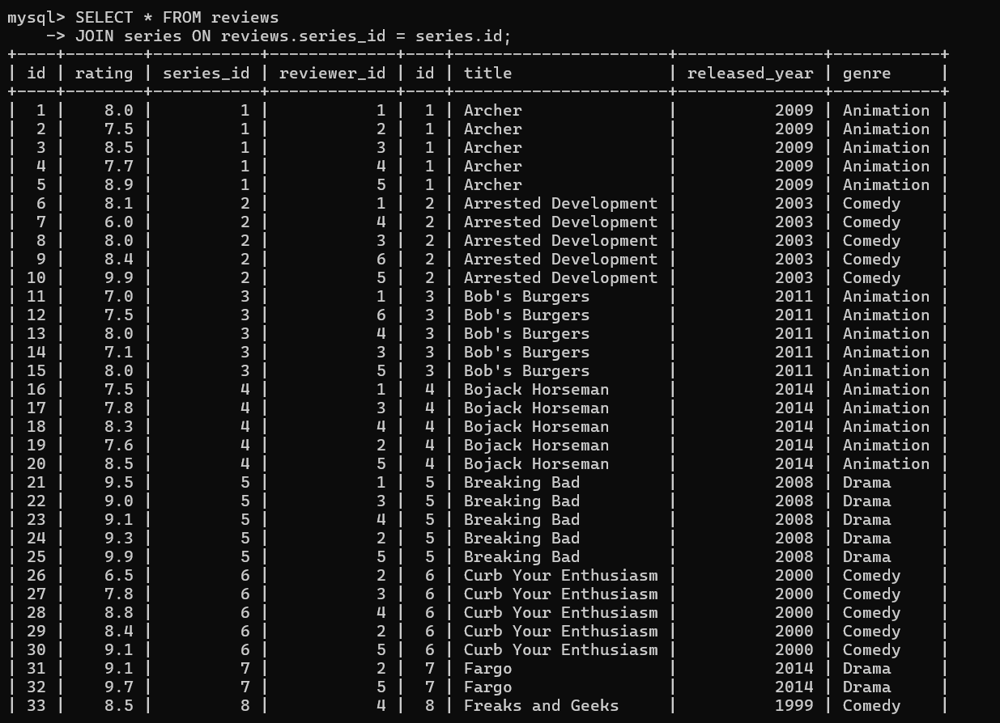 mysql> SELECT * FROM reviews
    -> JOIN series ON reviews.series_id = series.id;
+----+--------+-----------+-------------+----+----------------------+---------------+-----------+
| id | rating | series_id | reviewer_id | id | title                | released_year | genre     |
+----+--------+-----------+-------------+----+----------------------+---------------+-----------+
|  1 |    8.0 |         1 |           1 |  1 | Archer               |          2009 | Animation |
|  2 |    7.5 |         1 |           2 |  1 | Archer               |          2009 | Animation |
|  3 |    8.5 |         1 |           3 |  1 | Archer               |          2009 | Animation |
|  4 |    7.7 |         1 |           4 |  1 | Archer               |          2009 | Animation |
|  5 |    8.9 |         1 |           5 |  1 | Archer               |          2009 | Animation |
|  6 |    8.1 |         2 |           1 |  2 | Arrested Development |          2003 | Comedy    |
|  7 |    6.0 |         2 |           4 |  2 | Arrested Development |          2003 | Comedy    |
|  8 |    8.0 |         2 |           3 |  2 | Arrested Development |          2003 | Comedy    |
|  9 |    8.4 |         2 |           6 |  2 | Arrested Development |          2003 | Comedy    |
| 10 |    9.9 |         2 |           5 |  2 | Arrested Development |          2003 | Comedy    |
| 11 |    7.0 |         3 |           1 |  3 | Bob's Burgers        |          2011 | Animation |
| 12 |    7.5 |         3 |           6 |  3 | Bob's Burgers        |          2011 | Animation |
| 13 |    8.0 |         3 |           4 |  3 | Bob's Burgers        |          2011 | Animation |
| 14 |    7.1 |         3 |           3 |  3 | Bob's Burgers        |          2011 | Animation |
| 15 |    8.0 |         3 |           5 |  3 | Bob's Burgers        |          2011 | Animation |
| 16 |    7.5 |         4 |           1 |  4 | Bojack Horseman      |          2014 | Animation |
| 17 |    7.8 |         4 |           3 |  4 | Bojack Horseman      |          2014 | Animation |
| 18 |    8.3 |         4 |           4 |  4 | Bojack Horseman      |          2014 | Animation |
| 19 |    7.6 |         4 |           2 |  4 | Bojack Horseman      |          2014 | Animation |
| 20 |    8.5 |         4 |           5 |  4 | Bojack Horseman      |          2014 | Animation |
| 21 |    9.5 |         5 |           1 |  5 | Breaking Bad         |          2008 | Drama     |
| 22 |    9.0 |         5 |           3 |  5 | Breaking Bad         |          2008 | Drama     |
| 23 |    9.1 |         5 |           4 |  5 | Breaking Bad         |          2008 | Drama     |
| 24 |    9.3 |         5 |           2 |  5 | Breaking Bad         |          2008 | Drama     |
| 25 |    9.9 |         5 |           5 |  5 | Breaking Bad         |          2008 | Drama     |
| 26 |    6.5 |         6 |           2 |  6 | Curb Your Enthusiasm |          2000 | Comedy    |
| 27 |    7.8 |         6 |           3 |  6 | Curb Your Enthusiasm |          2000 | Comedy    |
| 28 |    8.8 |         6 |           4 |  6 | Curb Your Enthusiasm |          2000 | Comedy    |
| 29 |    8.4 |         6 |           2 |  6 | Curb Your Enthusiasm |          2000 | Comedy    |
| 30 |    9.1 |         6 |           5 |  6 | Curb Your Enthusiasm |          2000 | Comedy    |
| 31 |    9.1 |         7 |           2 |  7 | Fargo                |          2014 | Drama     |
| 32 |    9.7 |         7 |           5 |  7 | Fargo                |          2014 | Drama     |
| 33 |    8.5 |         8 |           4 |  8 | Freaks and Geeks     |          1999 | Comedy    |